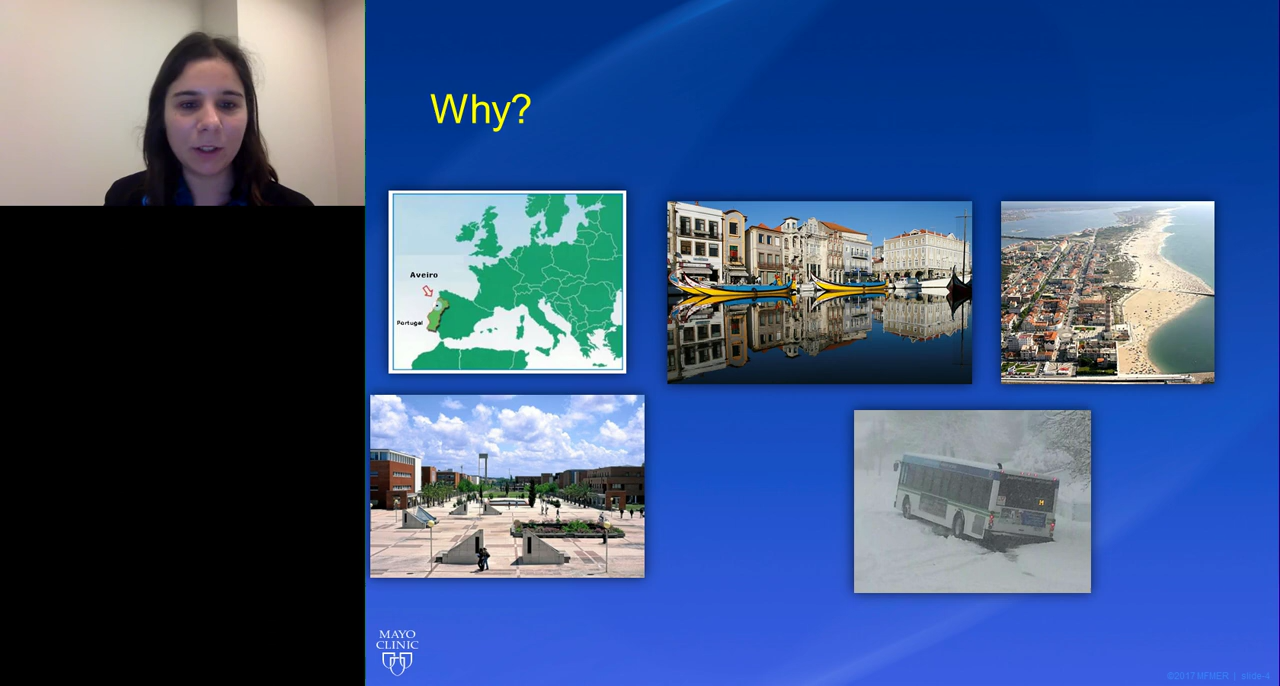 Why?
Aveiro
Portugal
MAYO
CLINIC
©2017 MFMER | slide-4